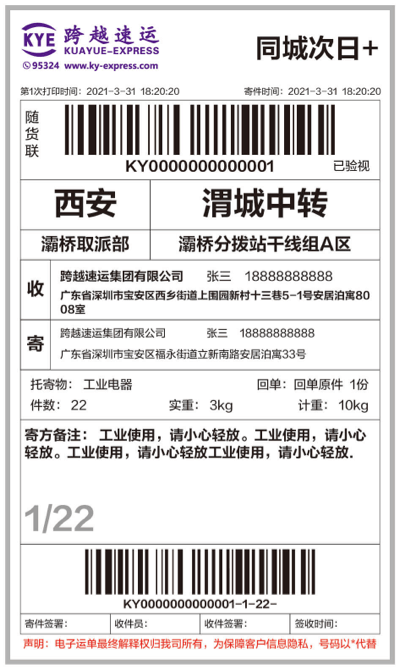 KYE 跨越速运
KUAYUE-EXPRESS
95324 www.ky-express.com
同城次日+
第1次打印时间：2021-3-31 18:20:20 寄件时间：2021-3-31 18:20:20
随货联
KY0000000000001 已验视
西安 渭城中转
灞桥取派部 灞桥分拨站干线组A区
收 跨越速运集团有限公司 张三 18888888888
广东省深圳市宝安区西乡街道上围园新村十三巷5-1号安居泊寓80
08室
寄 跨越速运集团有限公司 张三 18888888888
广东省深圳市宝安区福永街道立新南路安居泊寓33号
托寄物：工业电器 回单：回单原件 1份
件数：22 实重：3kg 计重：10kg
寄方备注：工业使用，请小心轻放。工业使用，请小心
轻放。工业使用，请小心轻放工业使用，请小心轻放.
1/22
KY0000000000001-1-22-
寄件签署： 收件员： 收件签署： 签收时间：
声明：电子运单最终解释权归我司所有，为保障客户信息隐私，号码以*代替